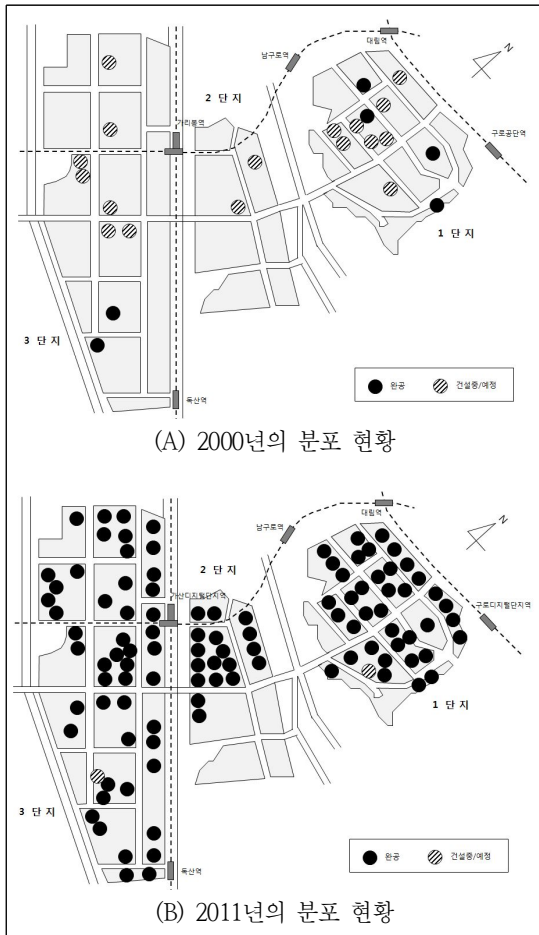 대림역
남구로역
N
2 단지
가리봉역
구로공단역
1 단지
3 단지
완공
건설중/예정
독산역
(A) 2000년의 분포 현황
대림역
남구로역
N
2 단지
가산디지털단지역
구로디지털단지역
1 단지
3 단지
완공
건설중/예정
독산역
(B) 2011년의 분포 현황